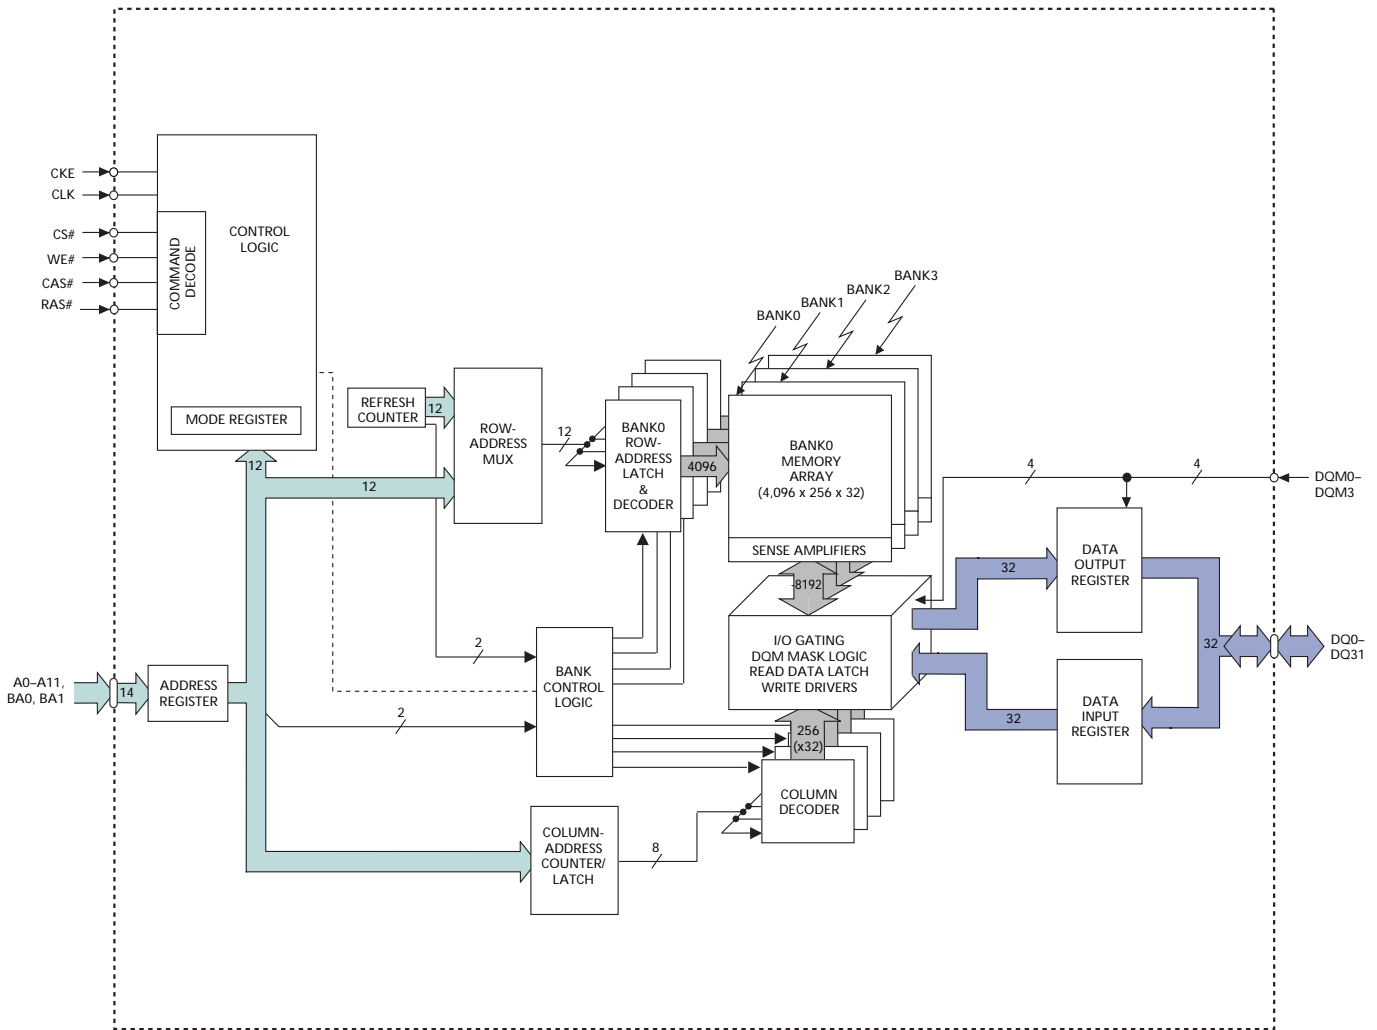 CKE
CLK
CS#
WE#
CAS#
RAS#
CONTROL
LOGIC
COMMAND
DECODE
MODE REGISTER
12
REFRESH
COUNTER
12
12
ROW-
ADDRESS
MUX
12
BANK0
ROW-
ADDRESS
LATCH
&
DECODER
4096
BANK0
BANK1
BANK2
BANK3
BANK0
MEMORY
ARRAY
(4,096 x 256 x 32)
SENSE AMPLIFIERS
8192
I/O GATING
DQM MASK LOGIC
READ DATA LATCH
WRITE DRIVERS
256
(x32)
COLUMN
DECODER
4
4
DQM0–
DQM3
DATA
OUTPUT
REGISTER
32
32
DQ0–
DQ31
DATA
INPUT
REGISTER
32
A0–A11,
BA0, BA1
14
ADDRESS
REGISTER
2
2
BANK
CONTROL
LOGIC
COLUMN-
ADDRESS
COUNTER/
LATCH
8